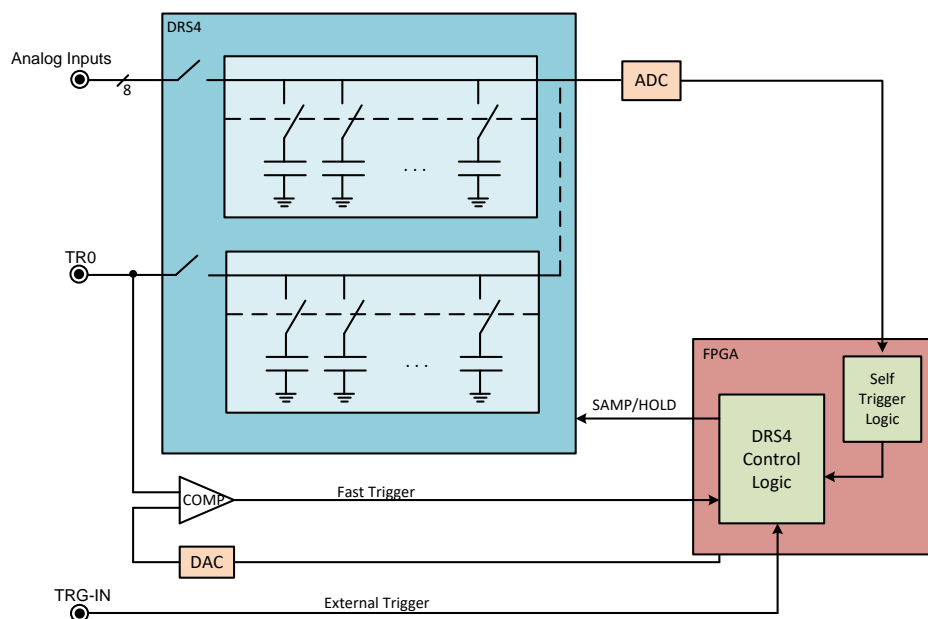 DRS4
Analog Inputs
8
ADC
. . .
TR0
. . .
FPGA
Self
Trigger
Logic
SAMP/HOLD
DRS4
Control
Logic
COMP
Fast Trigger
DAC
TRG-IN
External Trigger